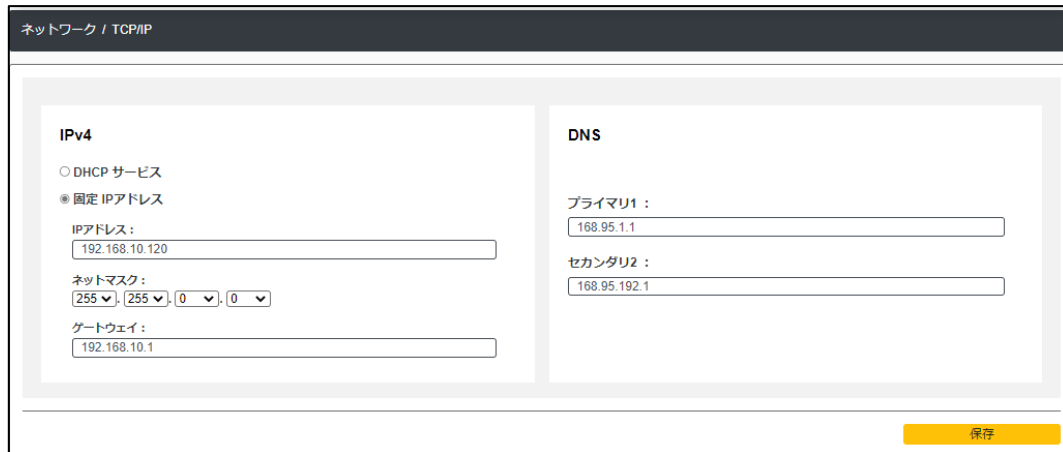 ネットワーク / TCP/IP
IPv4
DHCP サービス
固定 IPアドレス
IPアドレス：
192.168.10.120
ネットマスク：
255 . 255 . 0 . 0
ゲートウェイ：
192.168.10.1
DNS
プライマリ1 ：
168.95.1.1
セカンダリ2 ：
168.95.192.1
保存